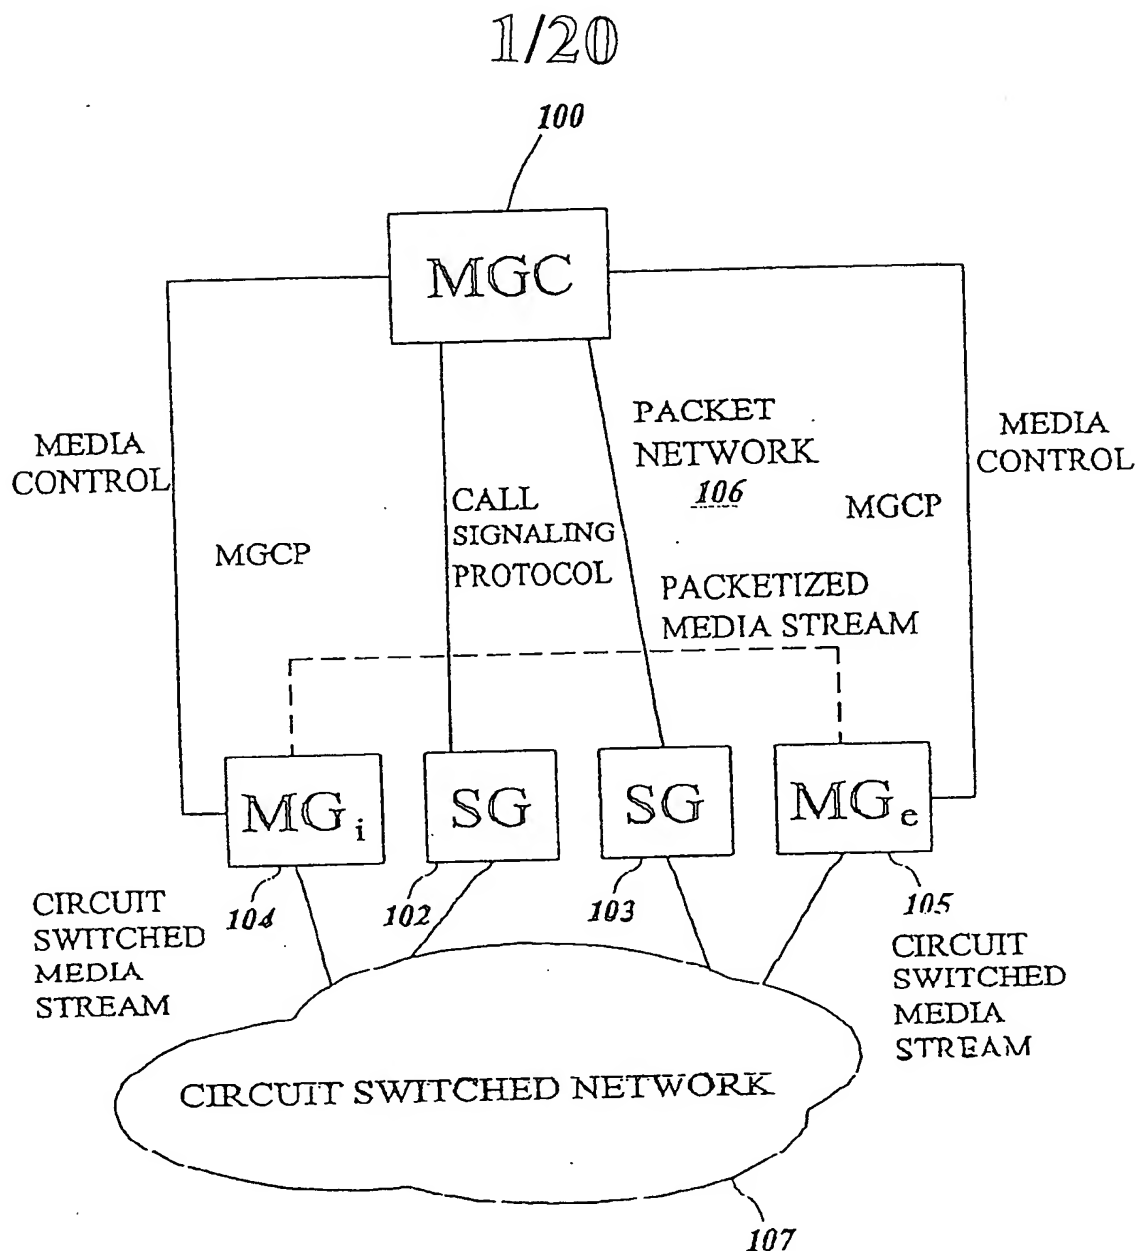 1/20
100
MGC
MEDIA
CONTROL
MGCP
CALL
SIGNALING
PROTOCOL
PACKET
NETWORK
106
MGCP
MEDIA
CONTROL
PACKETIZED
MEDIA STREAM
MGi
SG
SG
MGe
104
102
103
105
CIRCUIT
SWITCHED
MEDIA
STREAM
CIRCUIT
SWITCHED
MEDIA
STREAM
CIRCUIT SWITCHED NETWORK
107